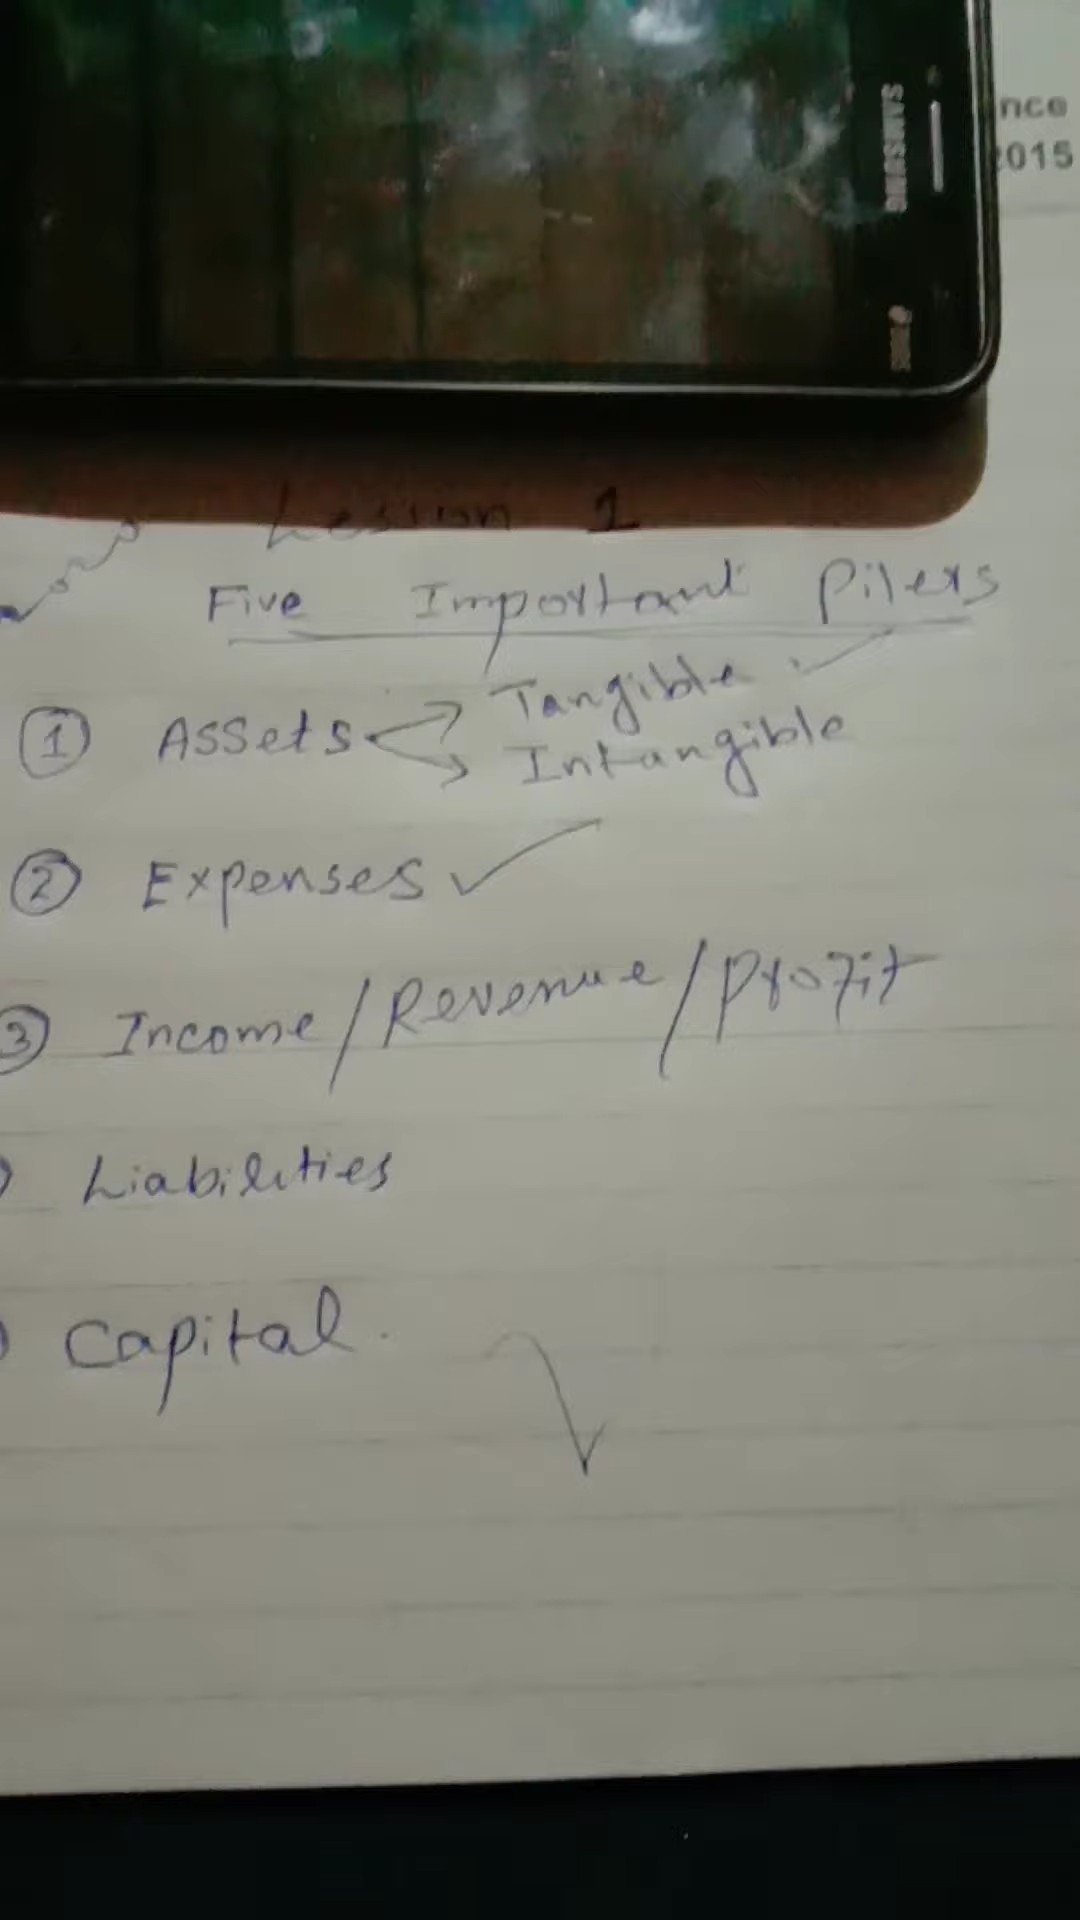 SAMSUNG
nce
2015
Lesson 1
Five Important Pilers
① Assets Tangible
Intangible
② Expenses
③ Income/Revenue/Profit
Liabilities
Capital.